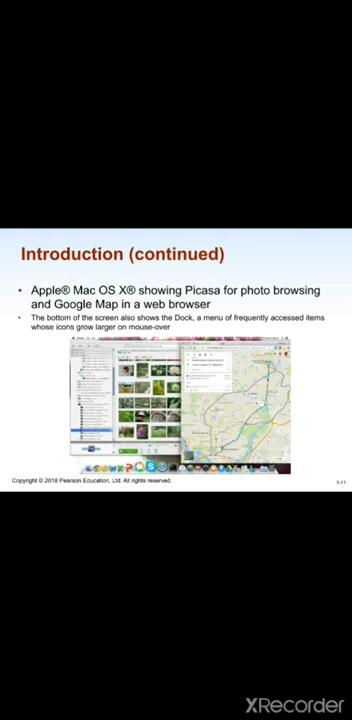 Introduction (continued)
• Apple® Mac OS X® showing Picasa for photo browsing
and Google Map in a web browser
• The bottom of the screen also shows the Dock, a menu of frequently accessed items
whose icons grow larger on mouse-over
Copyright © 2018 Pearson Education, Ltd. All rights reserved.
1-11
XRecorder